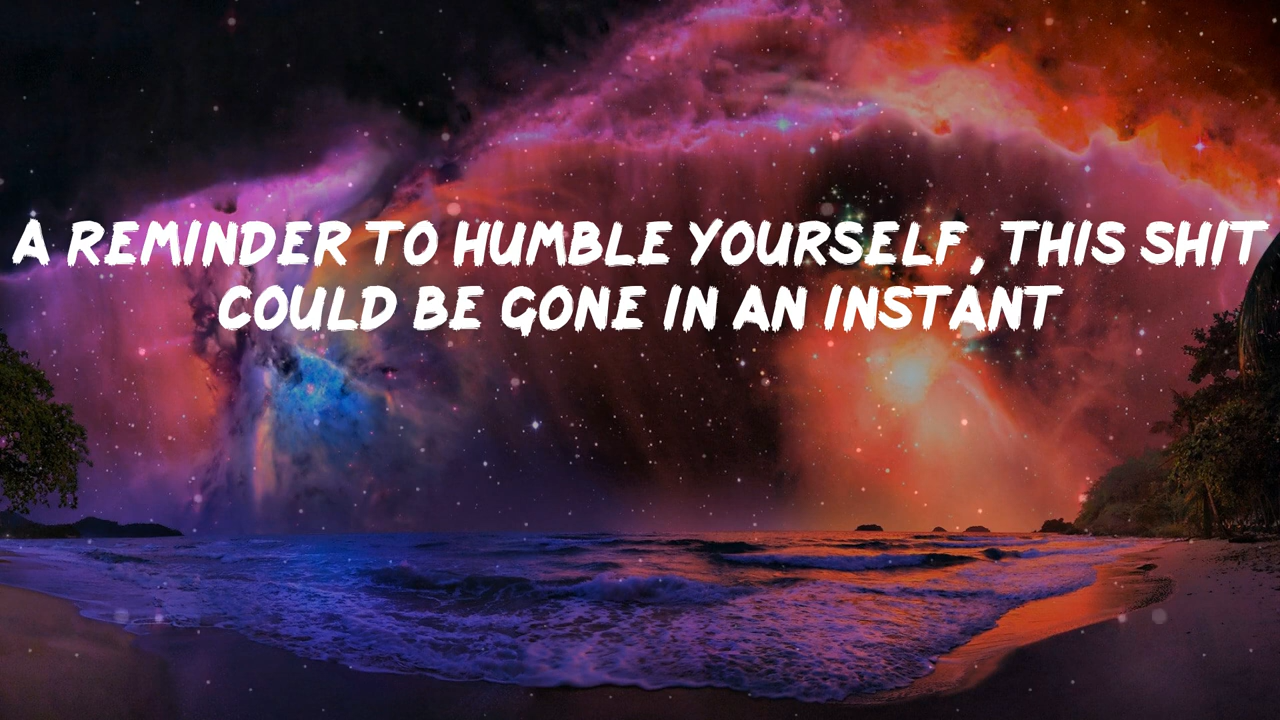 A REMINDER TO HUMBLE YOURSELF, THIS SHIT
COULD BE GONE IN AN INSTANT